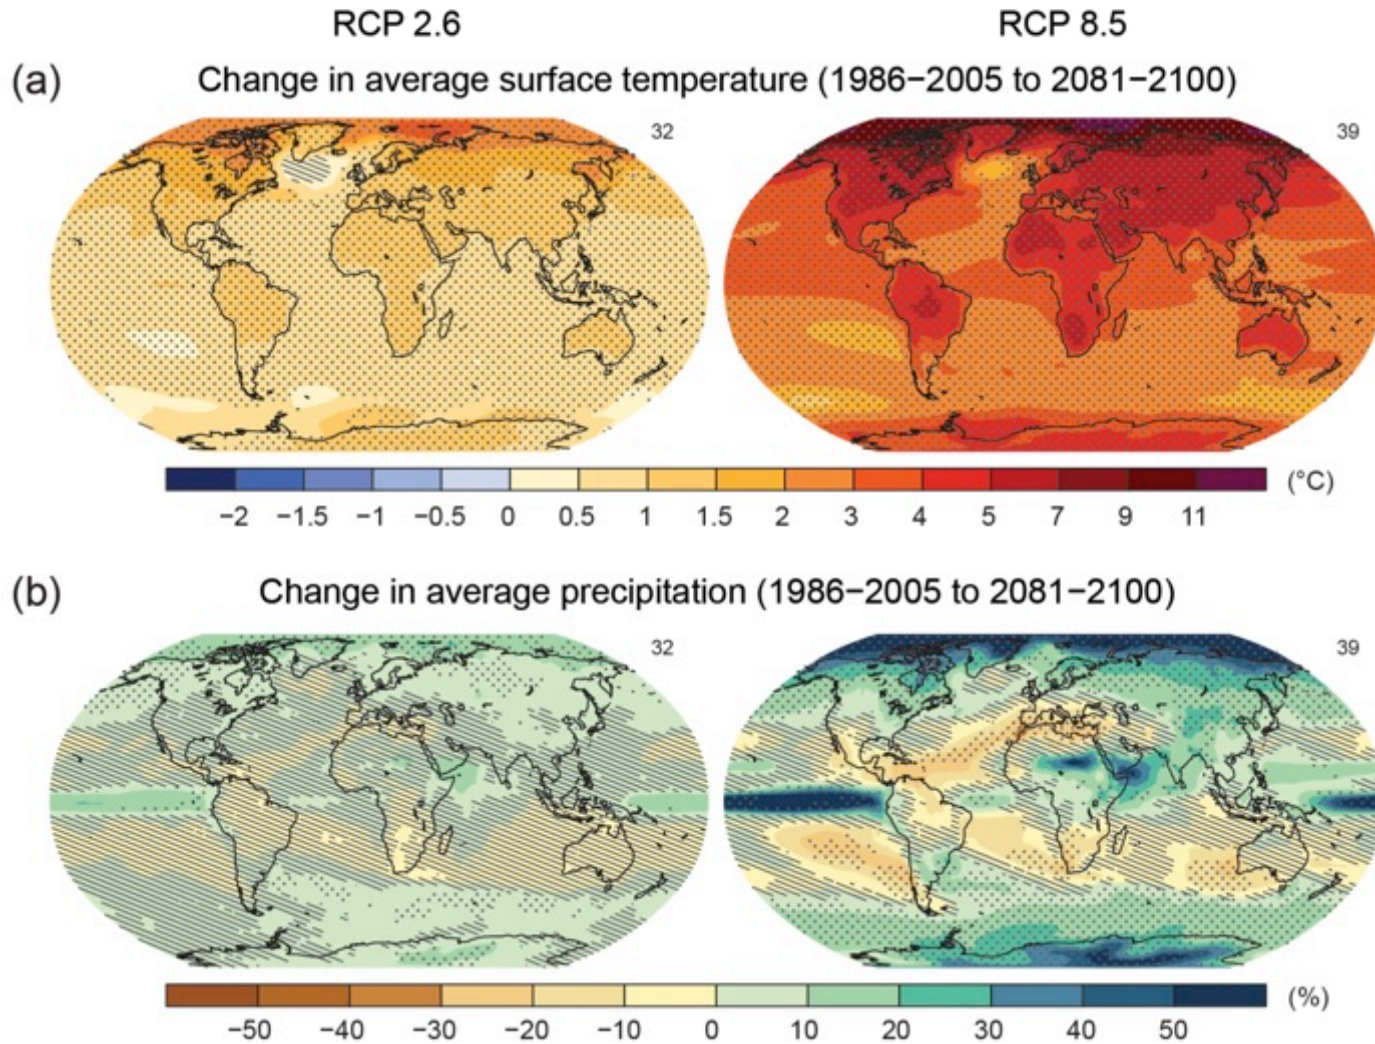 RCP 2.6 RCP 8.5
(a) Change in average surface temperature (1986−2005 to 2081−2100)
32 39
−2 −1.5 −1 −0.5 0 0.5 1 1.5 2 3 4 5 7 9 11 (°C)
(b) Change in average precipitation (1986−2005 to 2081−2100)
32 39
−50 −40 −30 −20 −10 0 10 20 30 40 50 (%)